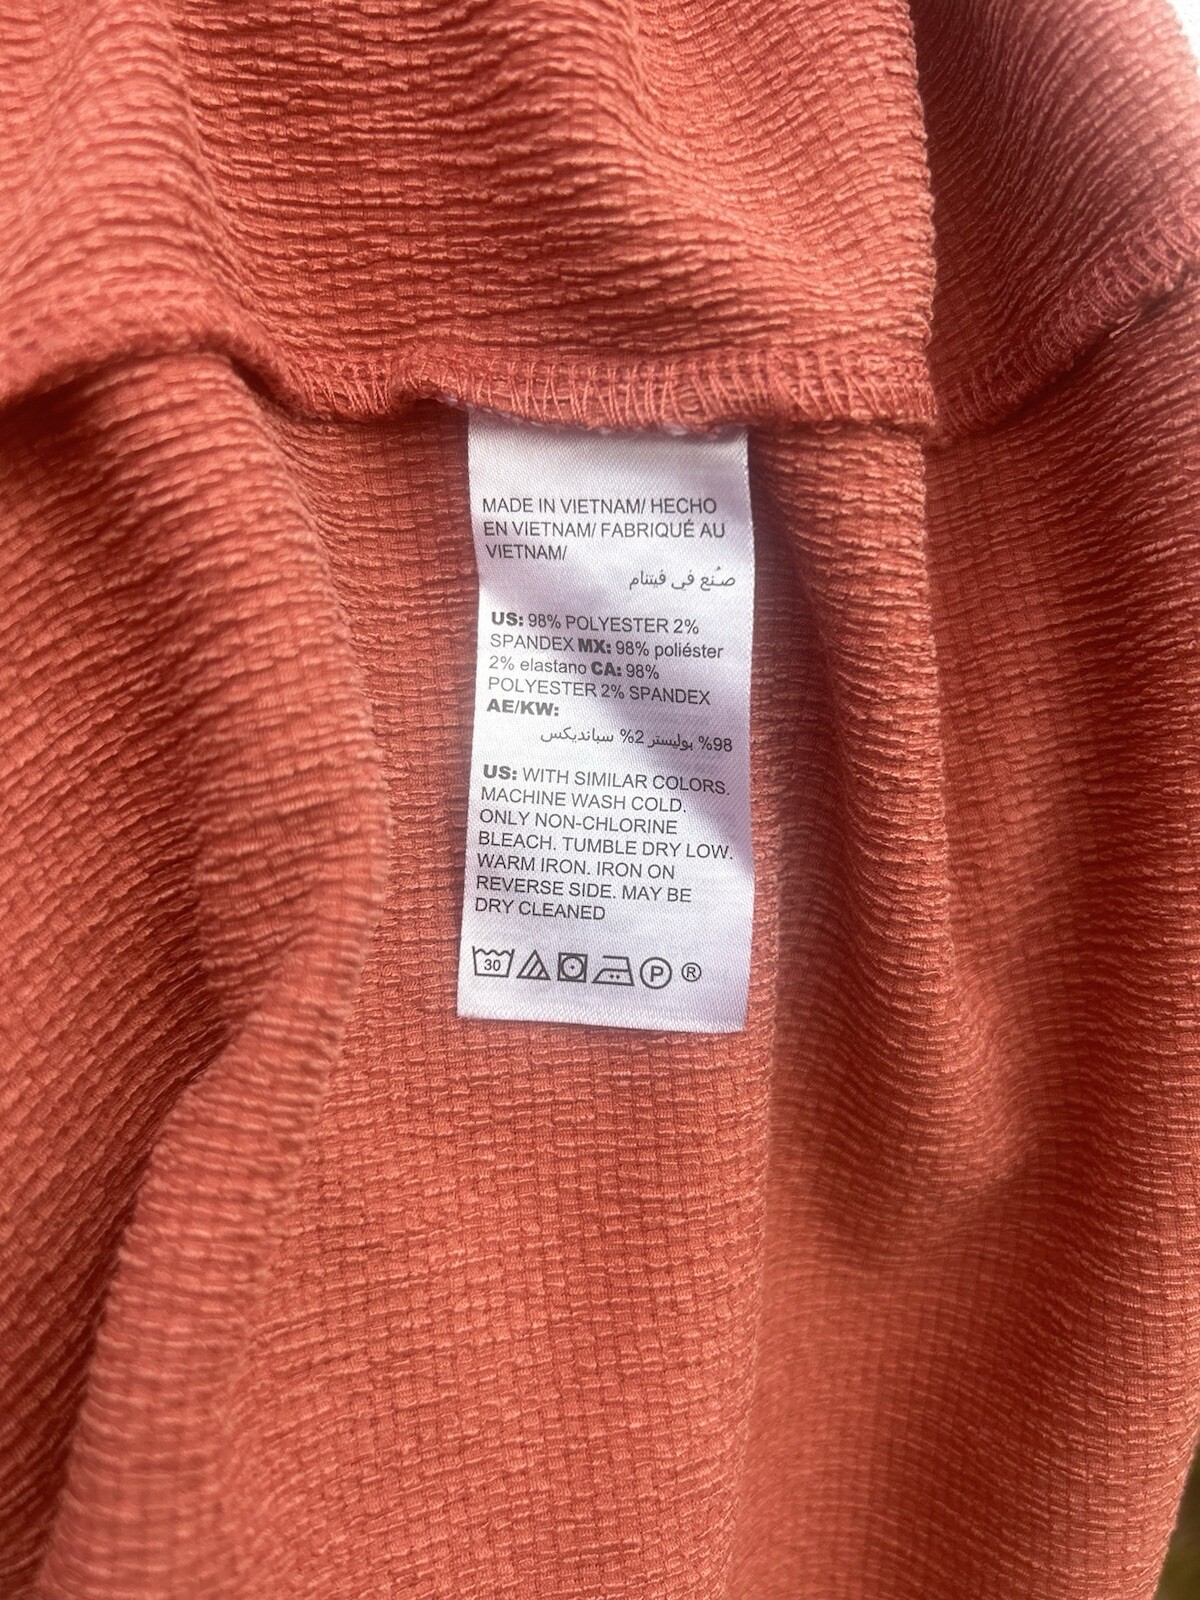 MADE IN VIETNAM/ HECHO
EN VIETNAM/ FABRIQUÉ AU
VIETNAM/
صُنع في فيتنام
US: 98% POLYESTER 2%
SPANDEX MX: 98% poliéster
2% elastano CA: 98%
POLYESTER 2% SPANDEX
AE/KW:
98% بوليستر 2% سبانديكس
US: WITH SIMILAR COLORS.
MACHINE WASH COLD.
ONLY NON-CHLORINE
BLEACH. TUMBLE DRY LOW.
WARM IRON. IRON ON
REVERSE SIDE. MAY BE
DRY CLEANED
30 P ®